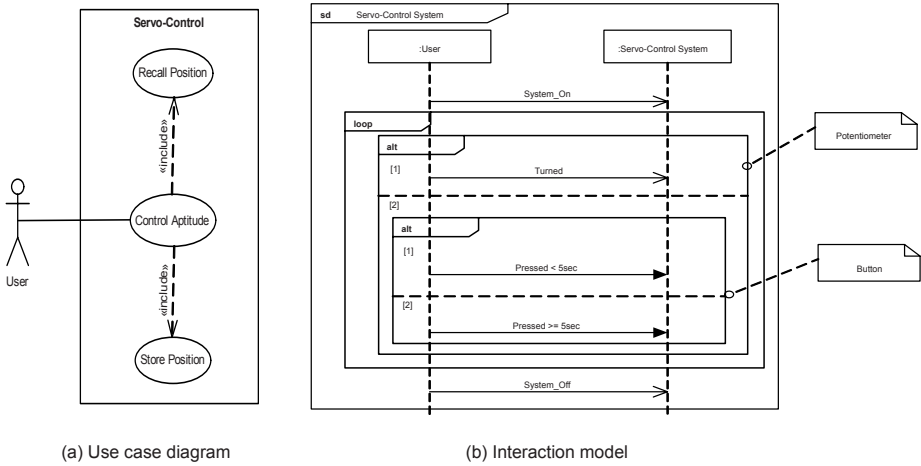 Servo-Control
Recall Position
«include»
Control Aptitude
User
«include»
Store Position
(a) Use case diagram
sd Servo-Control System
:User
:Servo-Control System
System_On
loop
alt
Potentiometer
[1]
Turned
[2]
alt
[1]
Pressed < 5sec
Button
[2]
Pressed >= 5sec
System_Off
(b) Interaction model